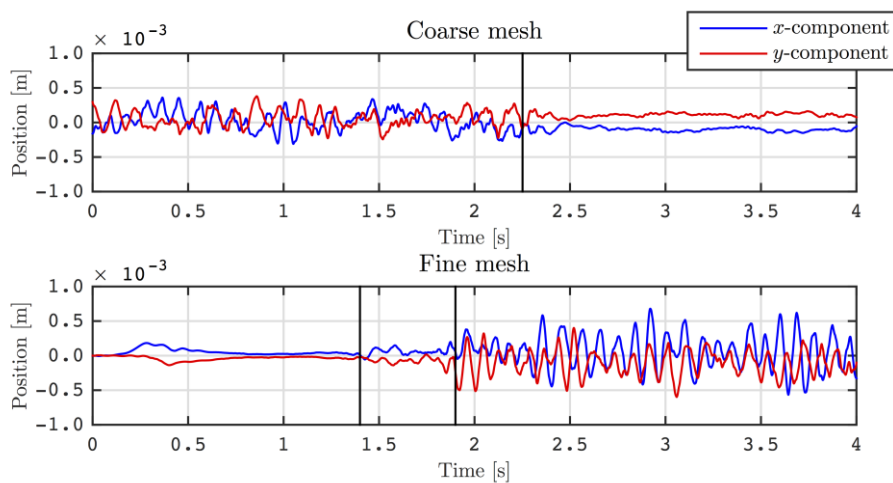 Coarse mesh
x-component
y-component
× 10⁻³
1.0
0.5
0.0
−0.5
−1.0
Position [m]
0 0.5 1 1.5 2 2.5 3 3.5 4
Time [s]
Fine mesh
× 10⁻³
1.0
0.5
0.0
−0.5
−1.0
Position [m]
0 0.5 1 1.5 2 2.5 3 3.5 4
Time [s]